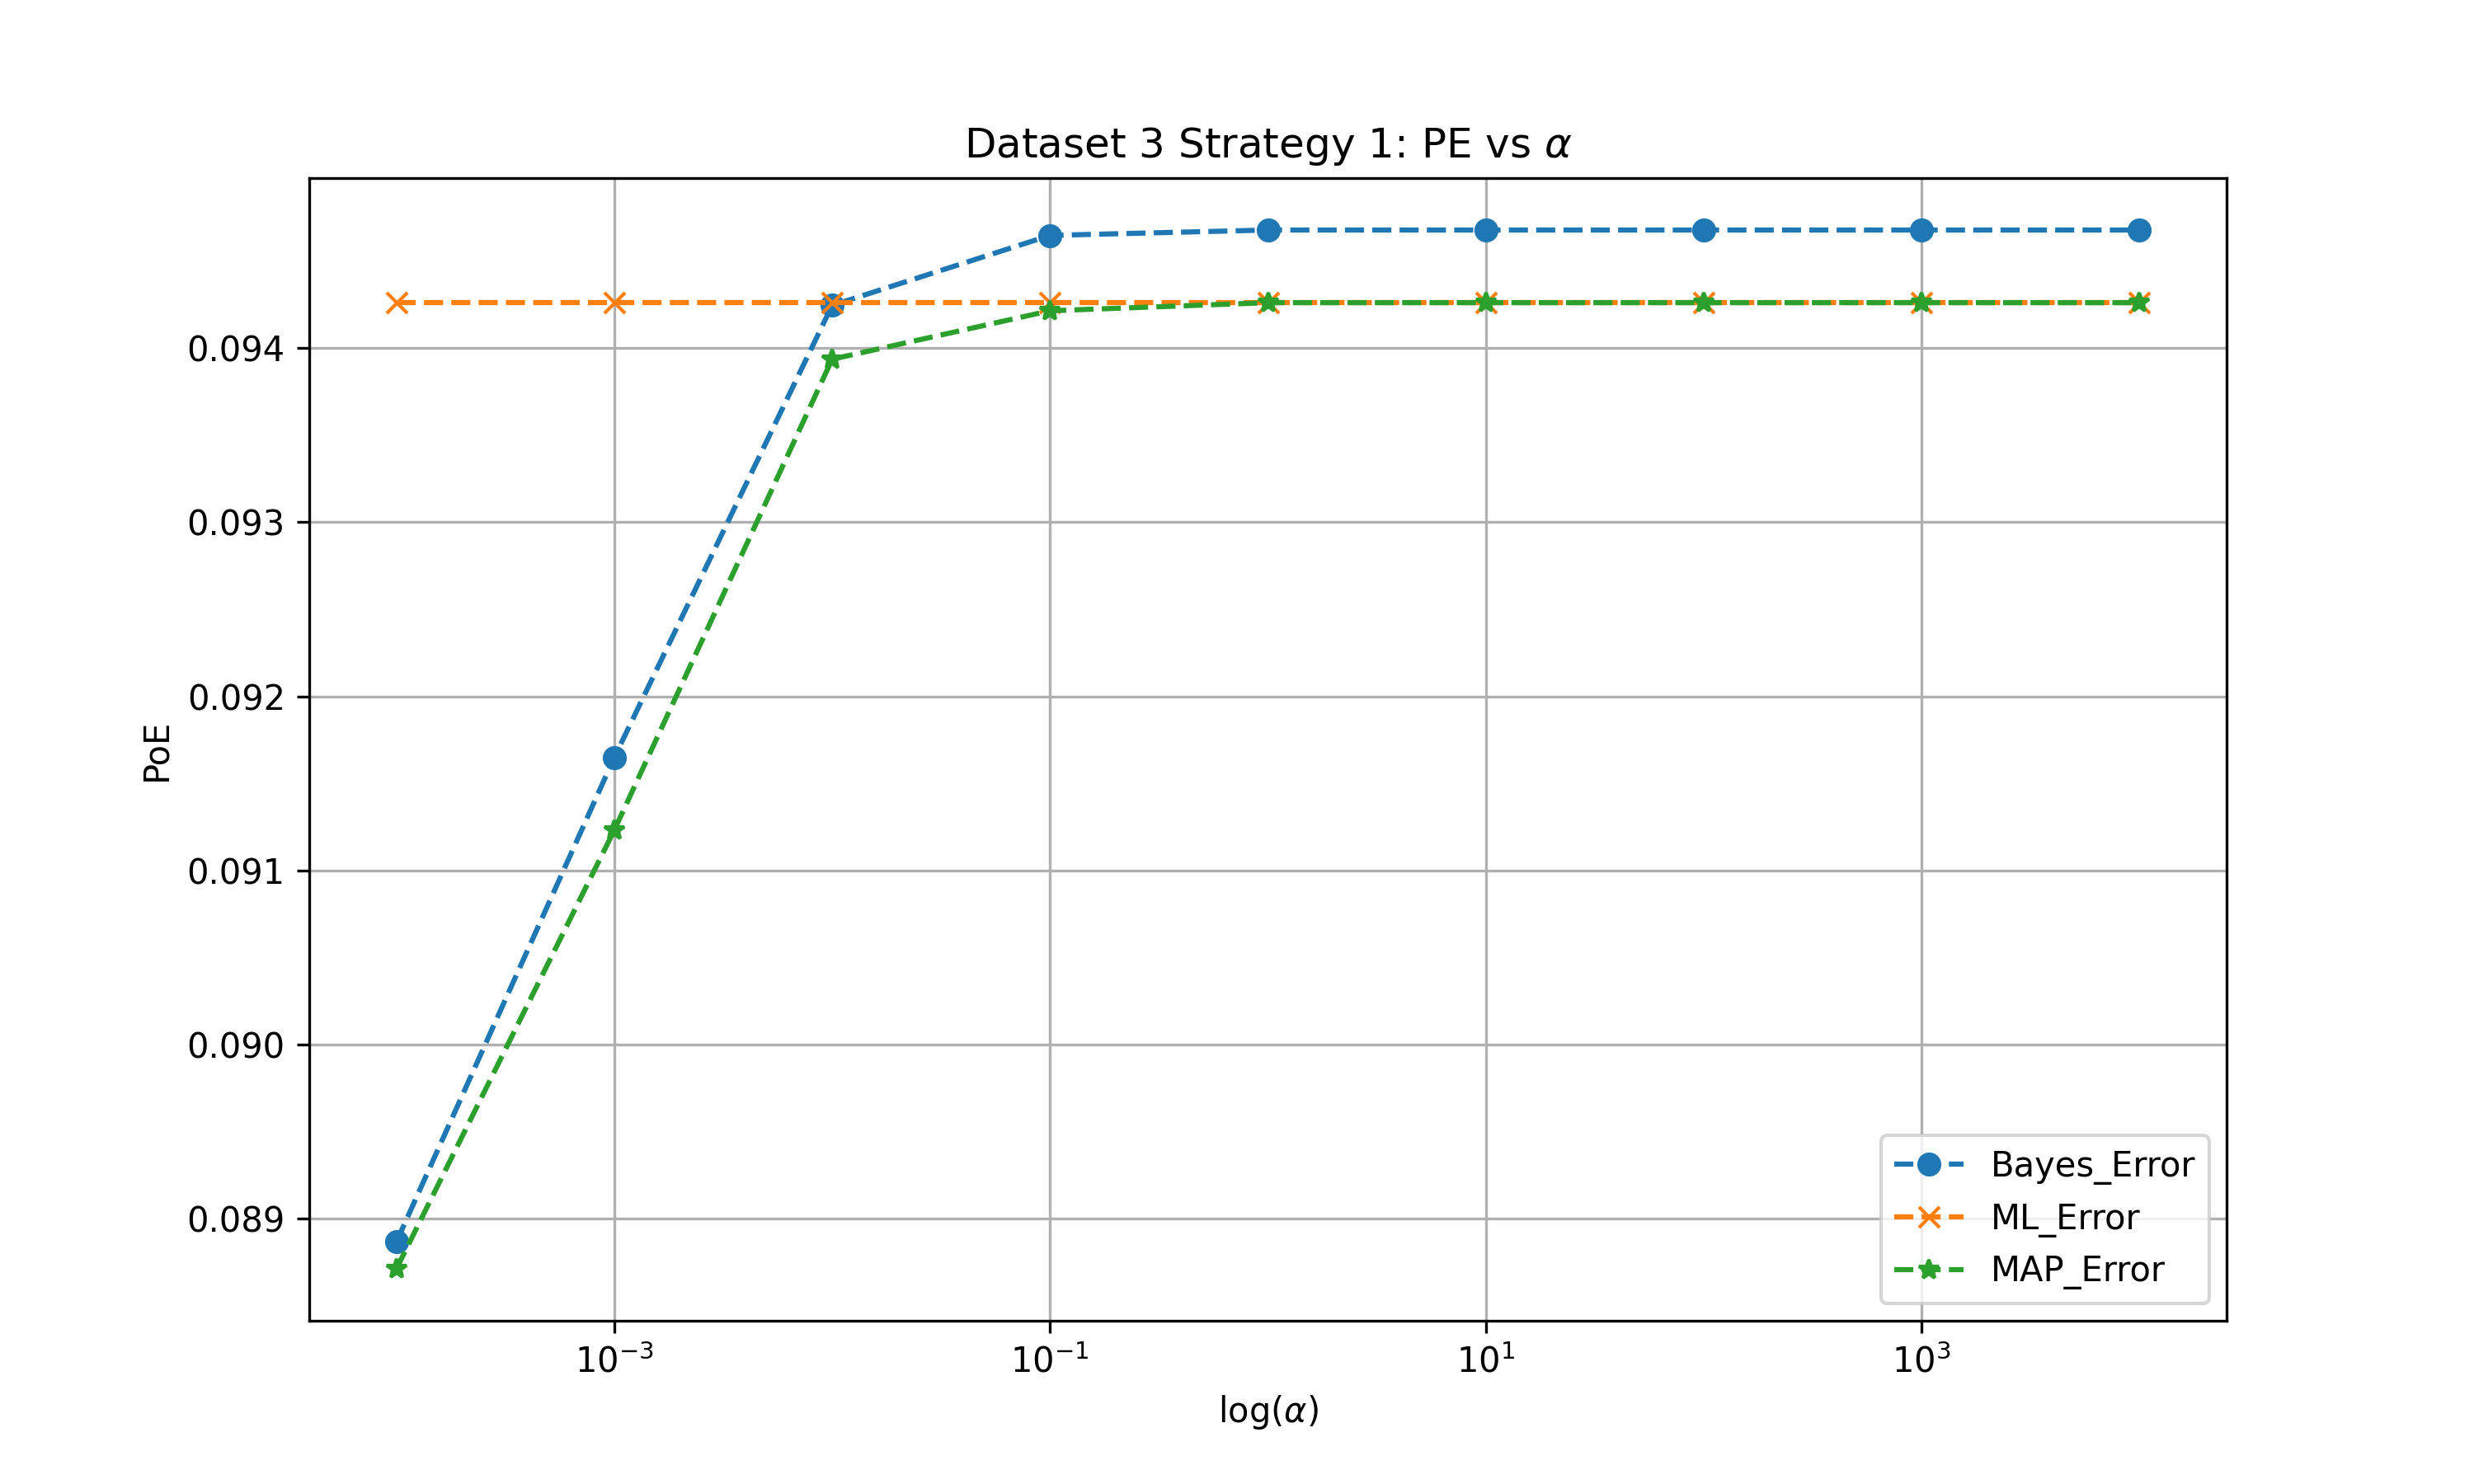 Dataset 3 Strategy 1: PE vs α
PoE
0.094
0.093
0.092
0.091
0.090
0.089
10⁻³
10⁻¹
10¹
10³
log(α)
Bayes_Error
ML_Error
MAP_Error